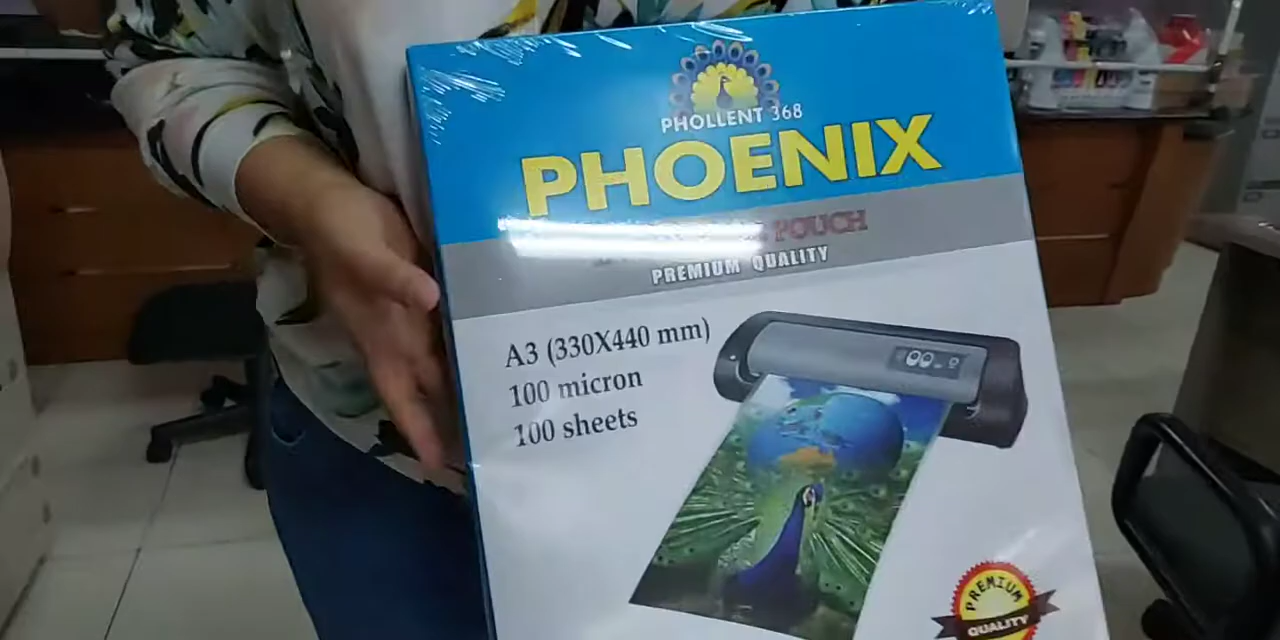 PHOLLENT 368
PHOENIX
POUCH
PREMIUM QUALITY
A3 (330X440 mm)
100 micron
100 sheets
PREMIUM
QUALITY